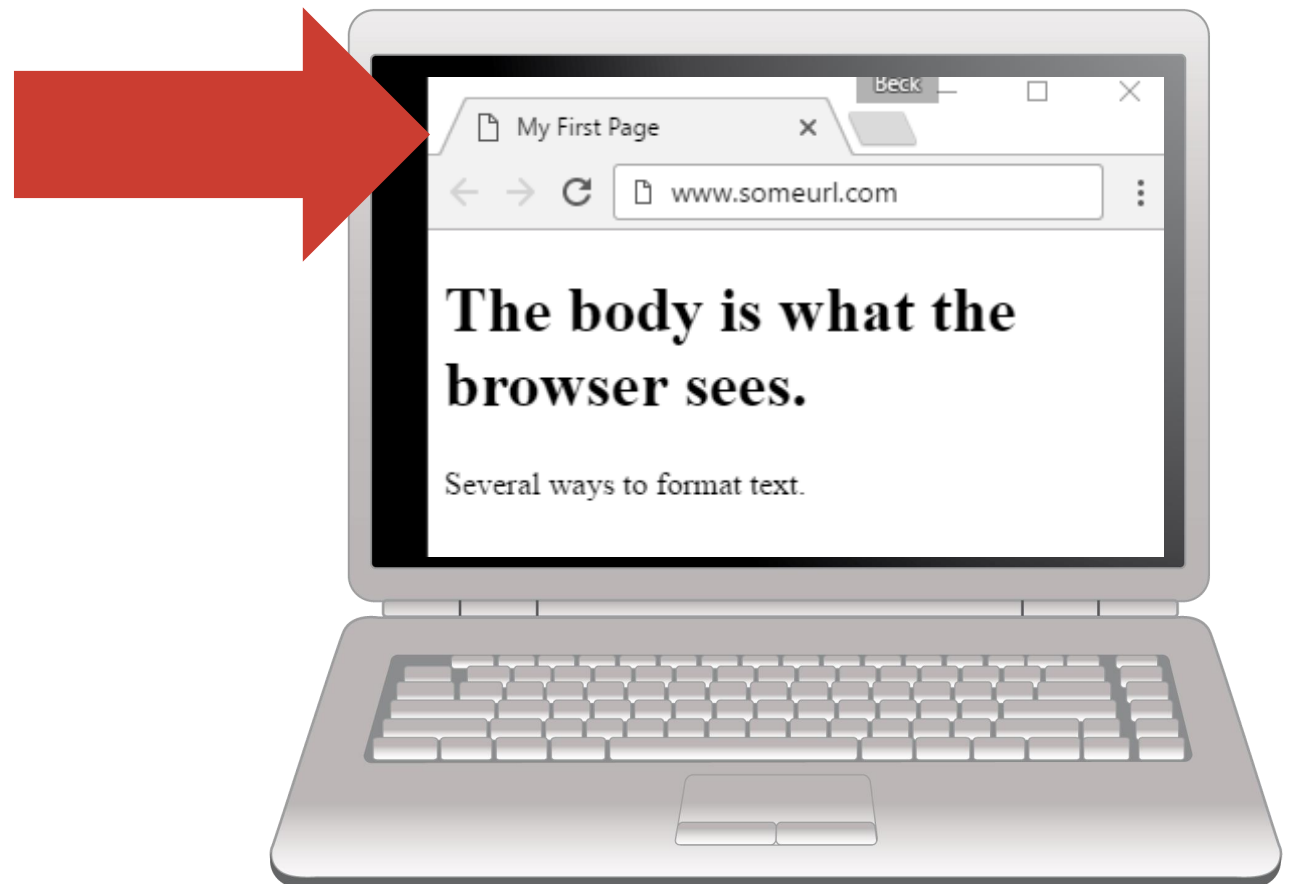 Beck
My First Page
www.someurl.com
The body is what the
browser sees.
Several ways to format text.